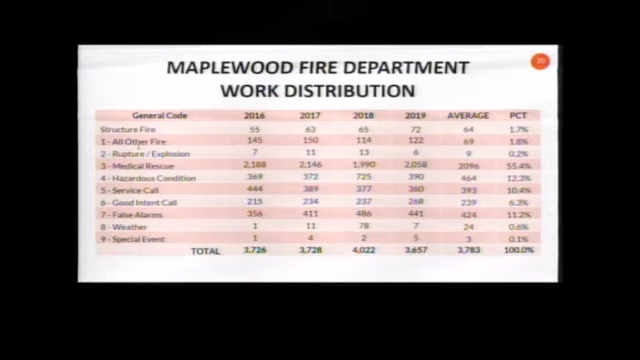 20
MAPLEWOOD FIRE DEPARTMENT
WORK DISTRIBUTION
General Code 2016 2017 2018 2019 AVERAGE PCT
Structure Fire 55 63 65 72 64 1.7%
1 - All Other Fire 145 150 114 122 69 1.8%
2 - Rupture / Explosion 7 11 13 6 9 0.2%
3 - Medical Rescue 2,188 2,146 1,990 2,058 2096 55.4%
4 - Hazardous Condition 369 372 725 390 464 12.3%
5 - Service Call 444 389 377 360 393 10.4%
6 - Good Intent Call 215 234 237 268 239 6.3%
7 - False Alarms 356 411 486 441 424 11.2%
8 - Weather 1 11 78 7 24 0.6%
9 - Special Event 1 4 2 5 3 0.1%
TOTAL 3,726 3,728 4,022 3,657 3,783 100.0%